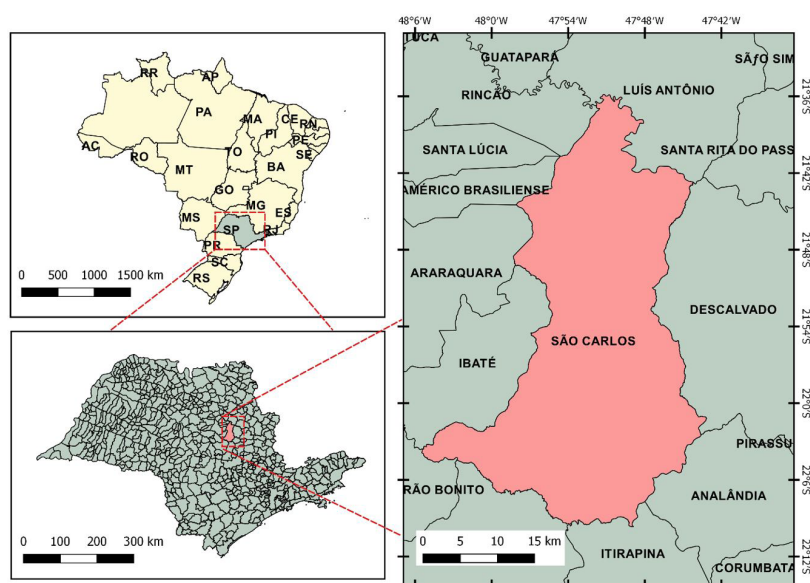 RR
AP
PA
MA
CE
RN
PI
PE
AC
RO
TO
SE
MT
BA
GO
MG
ES
MS
SP
RJ
PR
SC
RS
0 500 1000 1500 km
0 100 200 300 km
48°6'W 48°0'W 47°54'W 47°48'W 47°42'W
TUCA
GUATAPARÁ
SÃƒO SIM
RINCÃO
LUÍS ANTÔNIO
SANTA LÚCIA
SANTA RITA DO PASS
AMÉRICO BRASILIENSE
ARARAQUARA
DESCALVADO
SÃO CARLOS
IBATÉ
PIRASSU
RÃO BONITO
ANALÂNDIA
ITIRAPINA
CORUMBATA
0 5 10 15 km
21°36'S
21°42'S
21°48'S
21°54'S
22°0'S
22°6'S
22°12'S